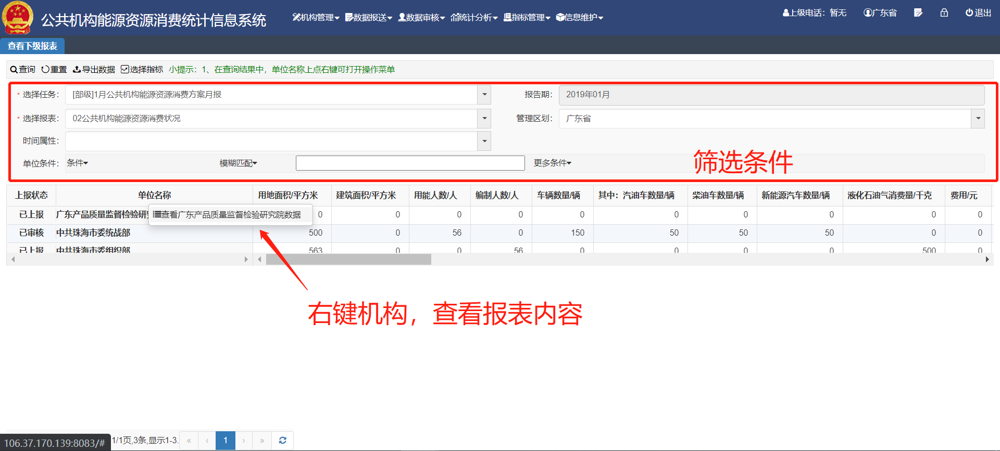 公共机构能源资源消费统计信息系统 机构管理 数据报送 数据审核 统计分析 指标管理 信息维护 上级电话：暂无 广东省 退出
查看下级报表
查询 重置 导出数据 选择指标 小提示：1、在查询结果中，单位名称上点右键可打开操作菜单
* 选择任务： [部级]1月公共机构能源资源消费方案月报 报告期： 2019年01月
* 选择报表： 02公共机构能源资源消费状况 管理区划： 广东省
时间属性：
单位条件： 条件 模糊匹配 更多条件
筛选条件
上报状态 单位名称 用地面积/平方米 建筑面积/平方米 用能人数/人 编制人数/人 车辆数量/辆 其中：汽油车数量/辆 柴油车数量/辆 新能源汽车数量/辆 液化石油气消费量/千克 费用/元
已上报 广东产品质量监督检验研究 查看广东产品质量监督检验研究院数据 0 0 0 0 0 0 0 0 0 0
已审核 中共珠海市委统战部 500 0 56 0 150 50 50 50 0 0
已上报 中共珠海市委组织部 563 0 0 56 0 0 0 0 500 0
右键机构，查看报表内容
106.37.170.139:8083/# 1/1页,3条,显示1-3. « ‹ 1 › »